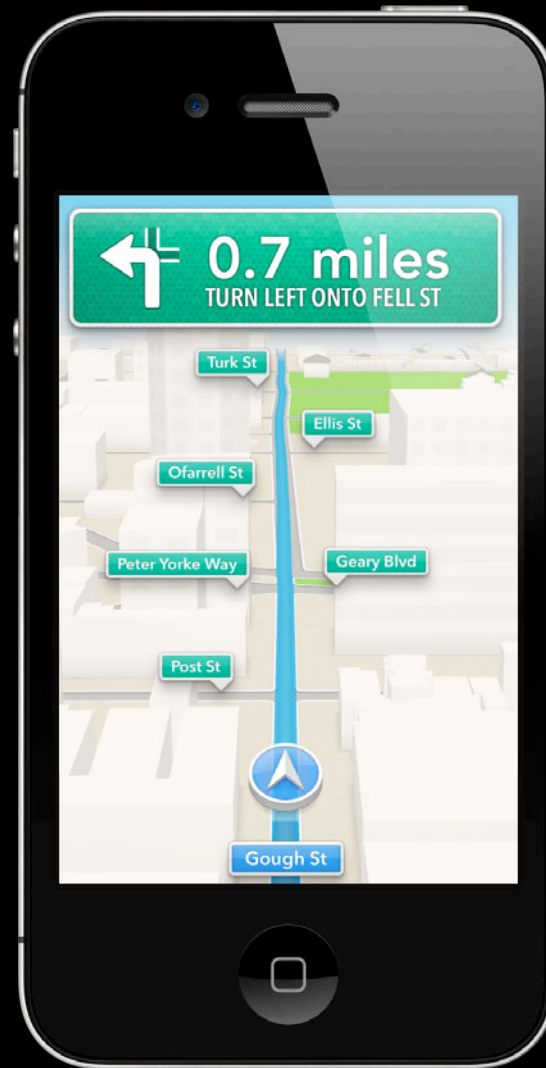 0.7 miles
TURN LEFT ONTO FELL ST
Turk St
Ellis St
Ofarrell St
Peter Yorke Way
Geary Blvd
Post St
Gough St